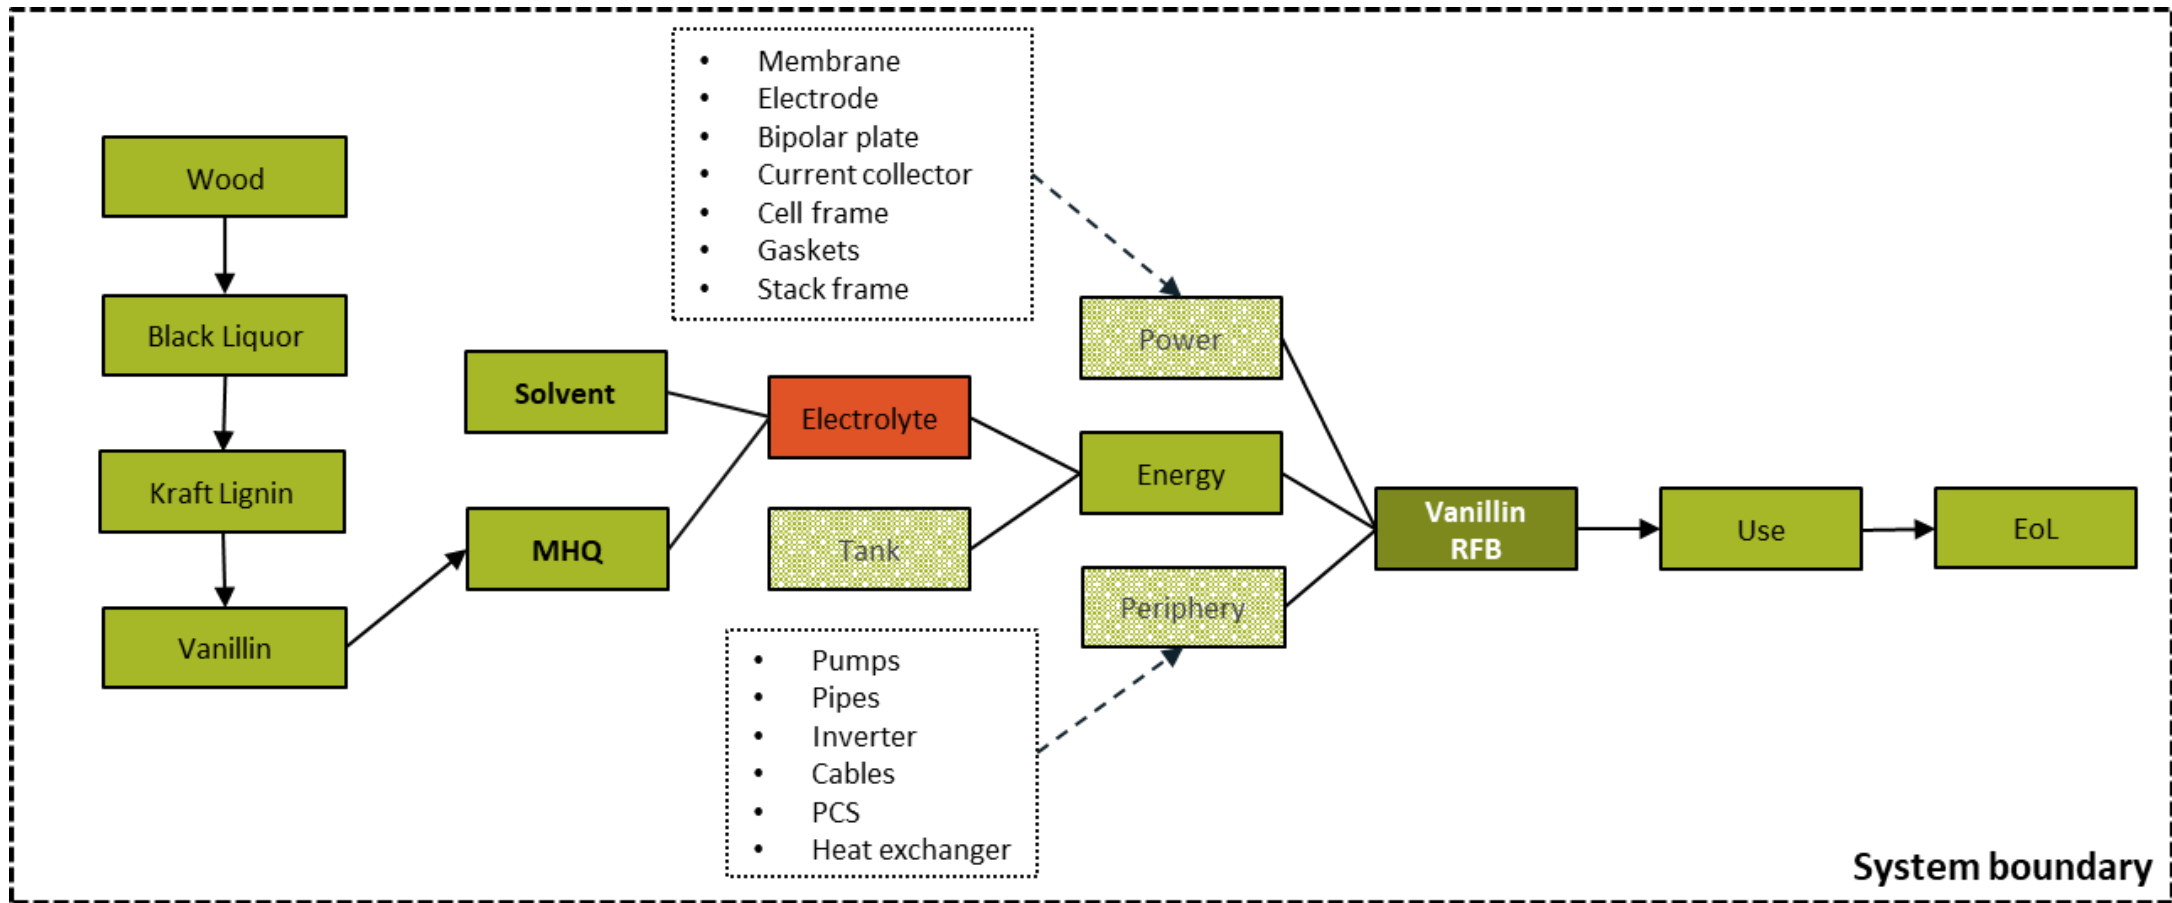 Wood
Black Liquor
Kraft Lignin
Vanillin
Solvent
MHQ
• Membrane
• Electrode
• Bipolar plate
• Current collector
• Cell frame
• Gaskets
• Stack frame
Electrolyte
Tank
• Pumps
• Pipes
• Inverter
• Cables
• PCS
• Heat exchanger
Power
Energy
Periphery
Vanillin
RFB
Use
EoL
System boundary